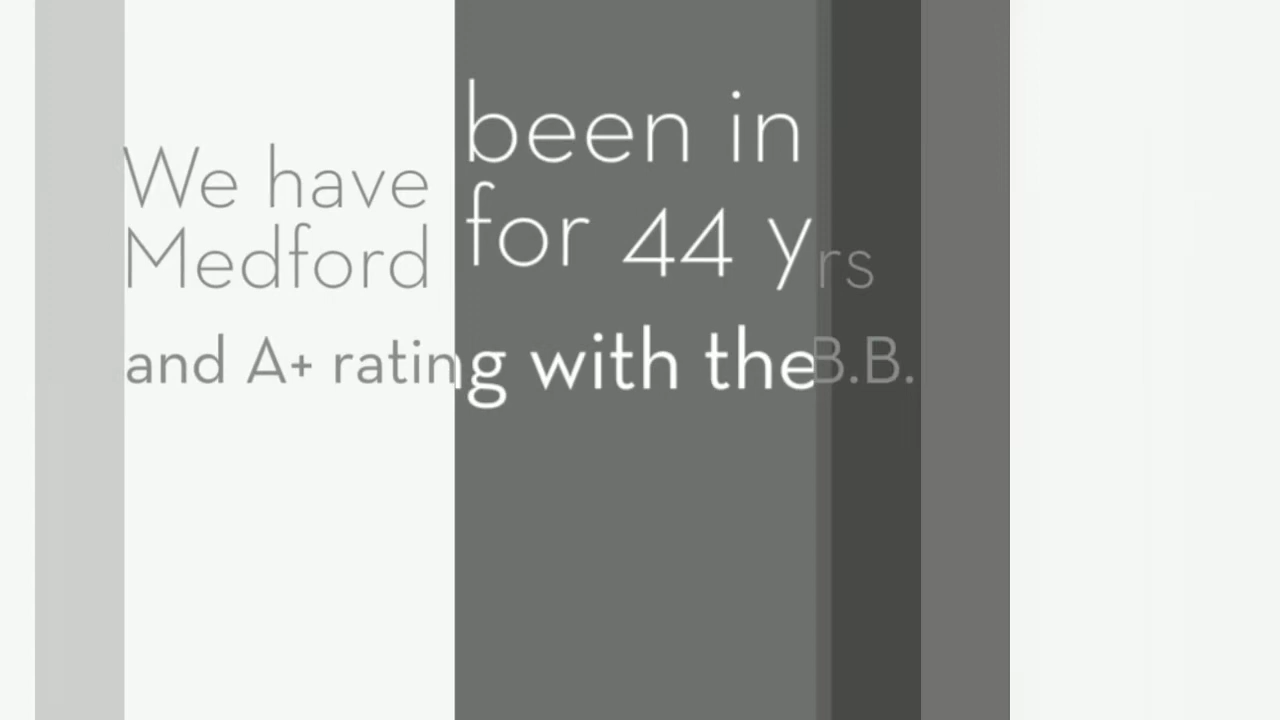 We have been in
Medford for 44 yrs
and A+ rating with the B.B.